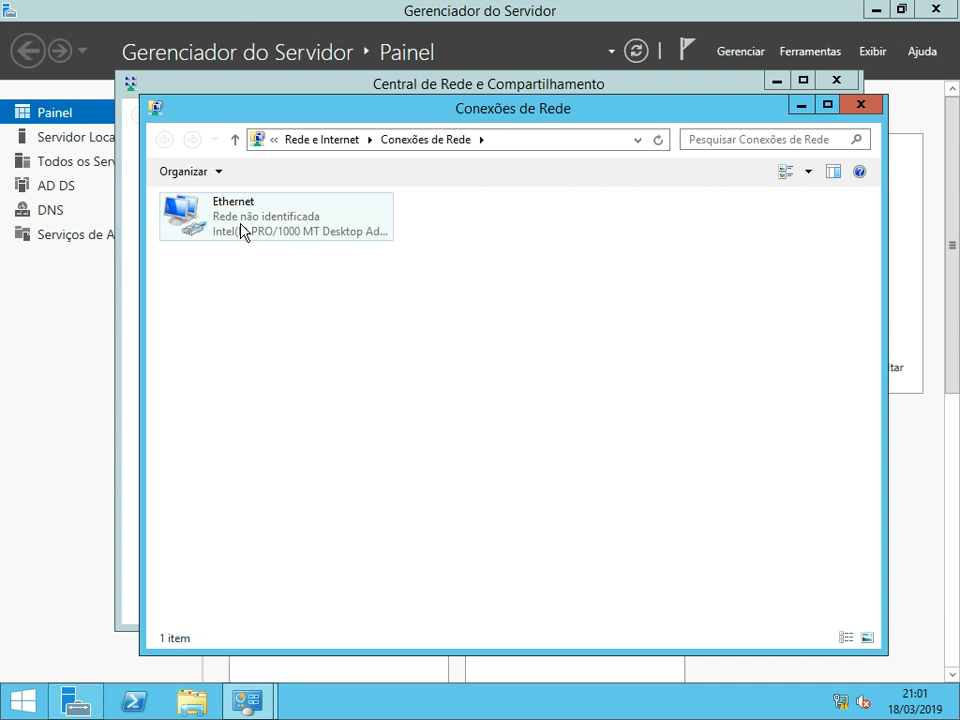 Gerenciador do Servidor
Gerenciador do Servidor ‣ Painel
Gerenciar Ferramentas Exibir Ajuda
Central de Rede e Compartilhamento
Conexões de Rede
« Rede e Internet ▸ Conexões de Rede ▸
Pesquisar Conexões de Rede
Organizar
Painel
Servidor Loca
Todos os Ser
AD DS
DNS
Serviços de A
Ethernet
Rede não identificada
PRO/1000 MT Desktop Ad...
tar
1 item
21:01
18/03/2019